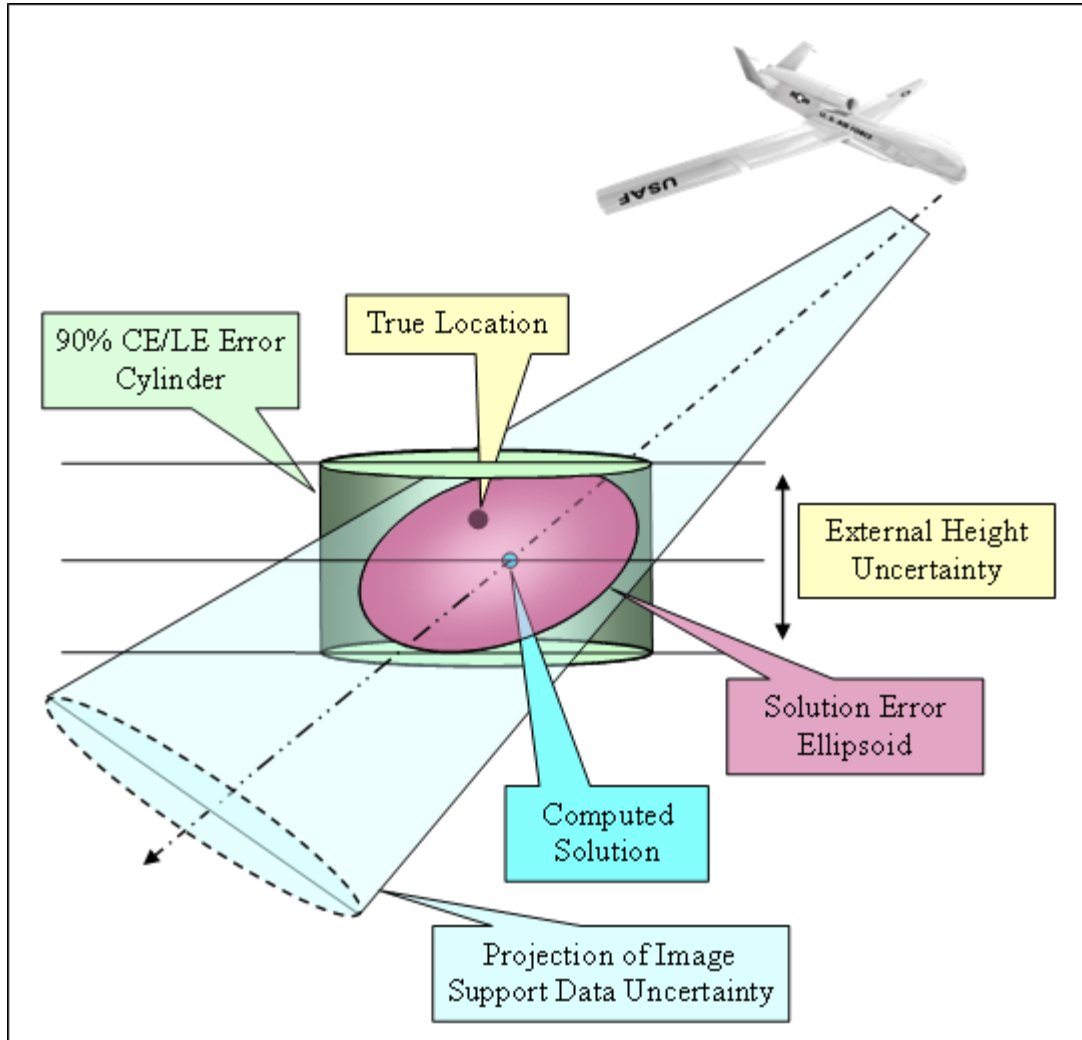 U.S. AIR FORCE
USAF
True Location
90% CE/LE Error
Cylinder
External Height
Uncertainty
Solution Error
Ellipsoid
Computed
Solution
Projection of Image
Support Data Uncertainty